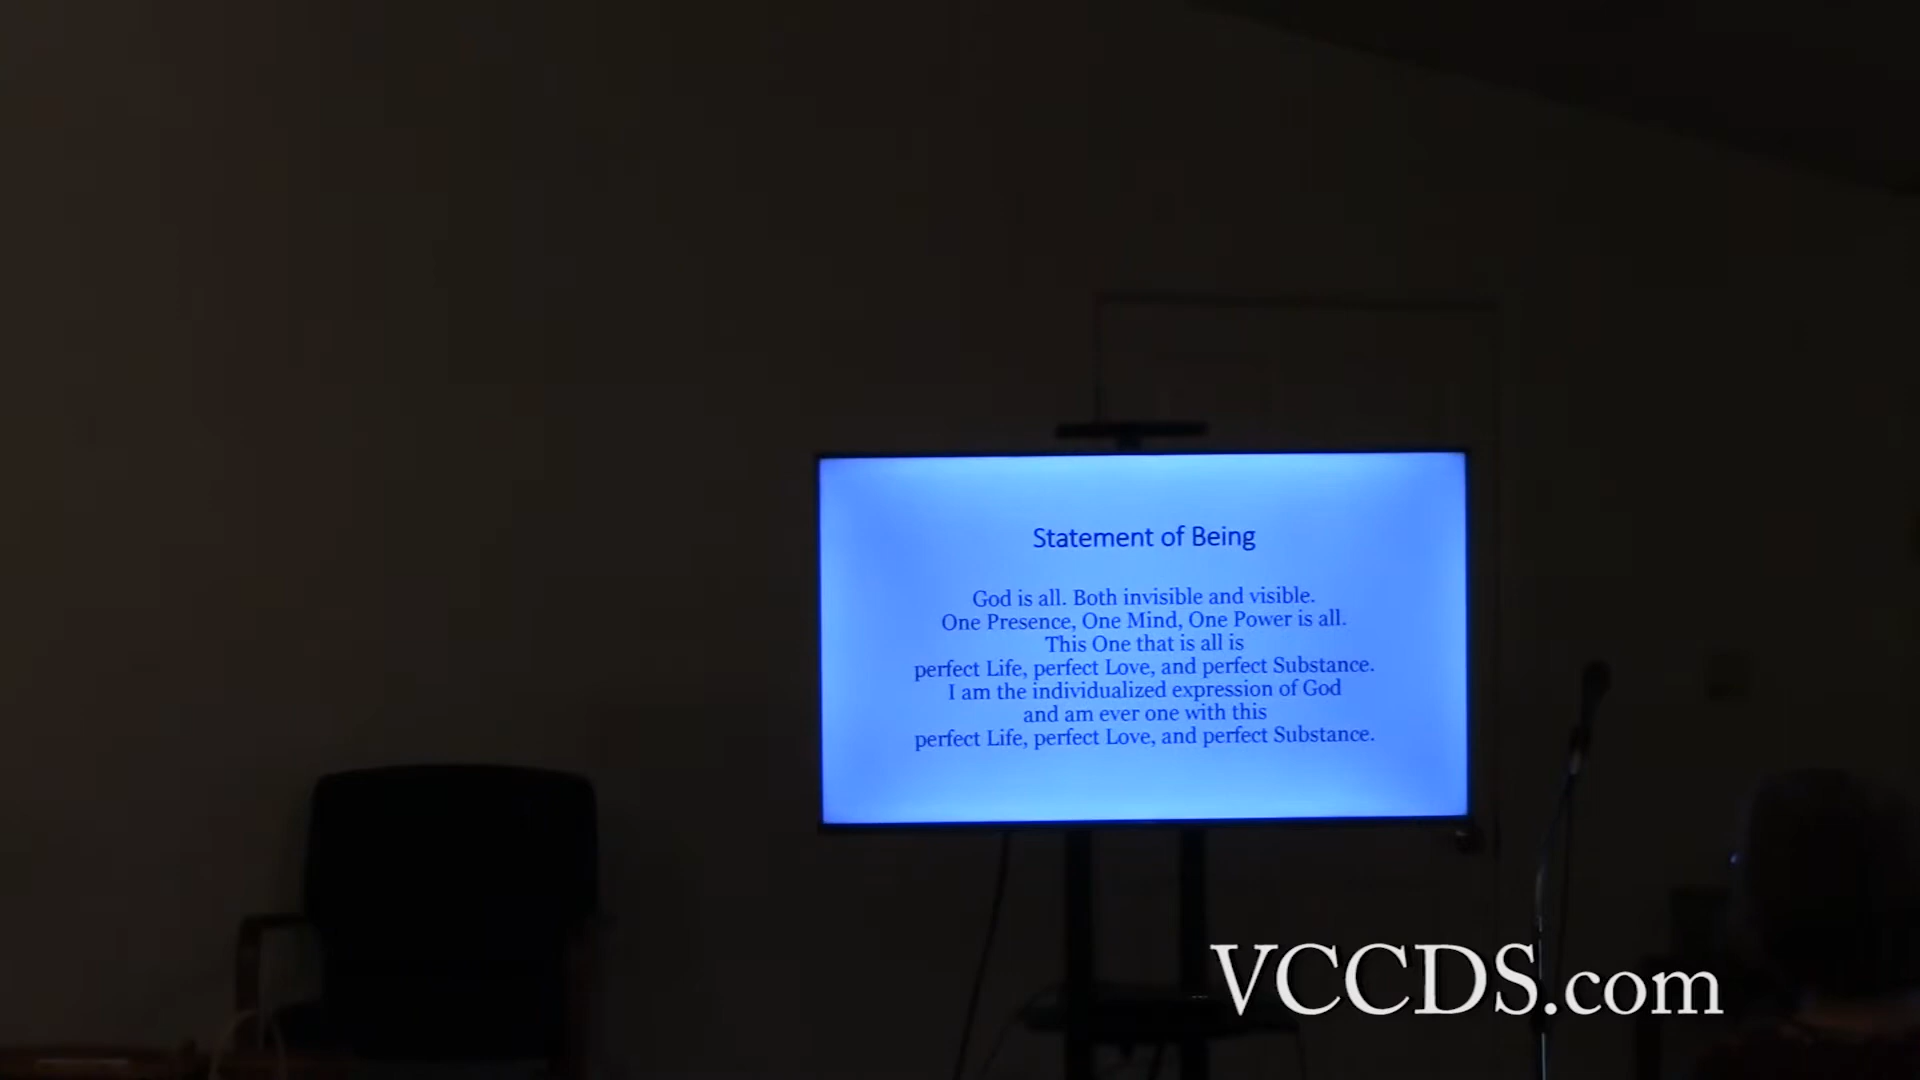 Statement of Being
God is all. Both invisible and visible.
One Presence, One Mind, One Power is all.
This One that is all is
perfect Life, perfect Love, and perfect Substance.
I am the individualized expression of God
and am ever one with this
perfect Life, perfect Love, and perfect Substance.
VCCDS.com